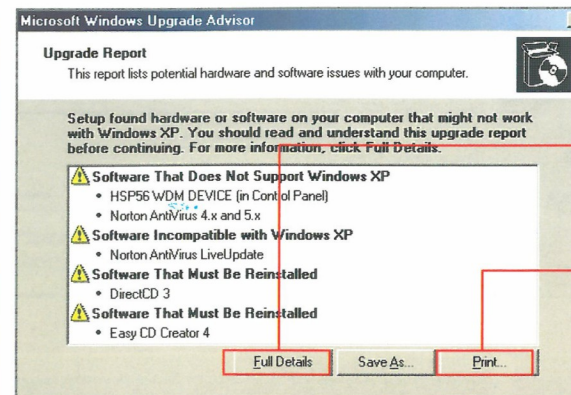 Microsoft Windows Upgrade Advisor
Upgrade Report
This report lists potential hardware and software issues with your computer.
Setup found hardware or software on your computer that might not work
with Windows XP. You should read and understand this upgrade report
before continuing. For more information, click Full Details.
Software That Does Not Support Windows XP
• HSP56 WDM DEVICE (in Control Panel)
• Norton AntiVirus 4.x and 5.x
Software Incompatible with Windows XP
• Norton AntiVirus LiveUpdate
Software That Must Be Reinstalled
• DirectCD 3
Software That Must Be Reinstalled
• Easy CD Creator 4
Full Details Save As... Print...